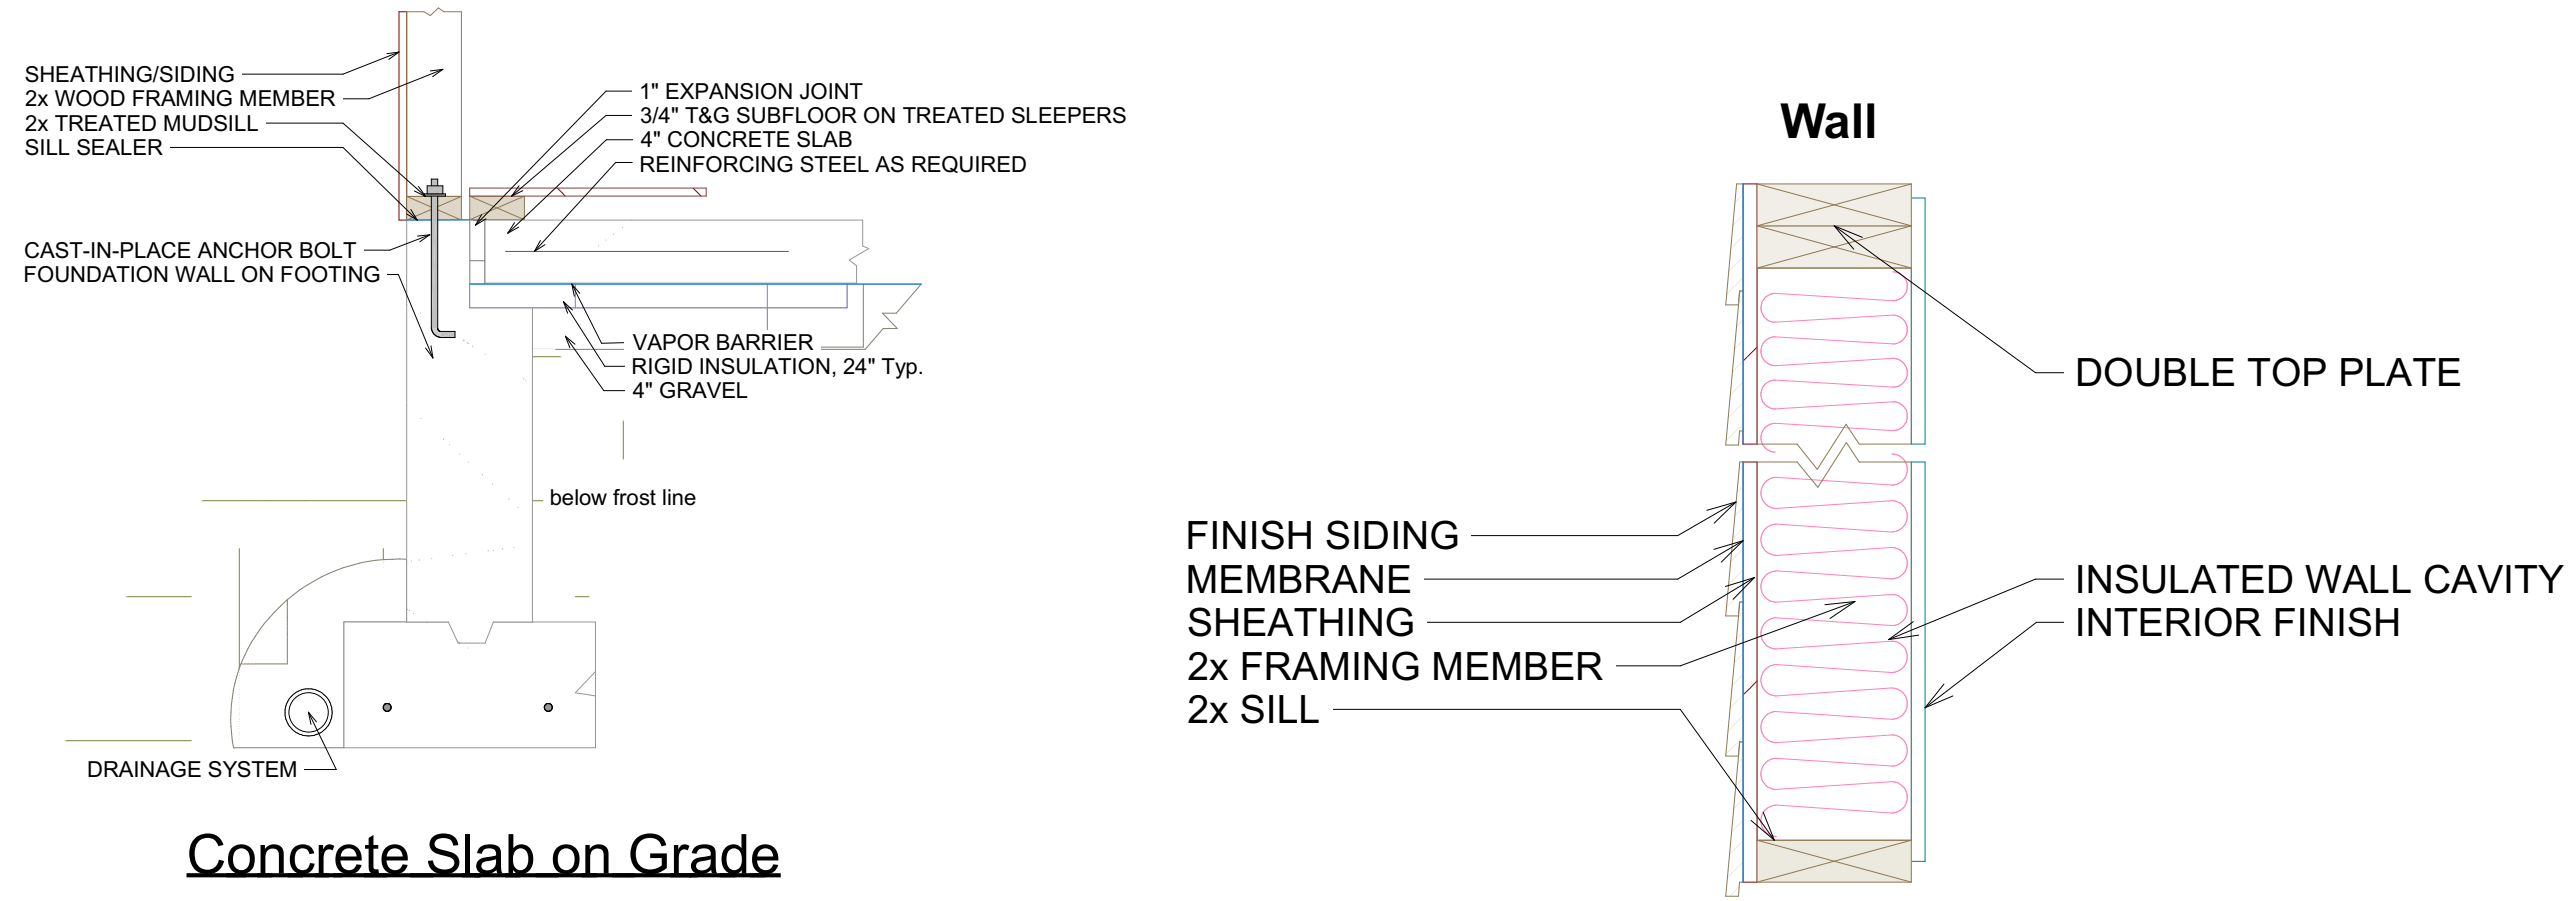 SHEATHING/SIDING
2x WOOD FRAMING MEMBER
2x TREATED MUDSILL
SILL SEALER
CAST-IN-PLACE ANCHOR BOLT
FOUNDATION WALL ON FOOTING
1" EXPANSION JOINT
3/4" T&G SUBFLOOR ON TREATED SLEEPERS
4" CONCRETE SLAB
REINFORCING STEEL AS REQUIRED
VAPOR BARRIER
RIGID INSULATION, 24" Typ.
4" GRAVEL
below frost line
DRAINAGE SYSTEM
Concrete Slab on Grade
Wall
DOUBLE TOP PLATE
FINISH SIDING
MEMBRANE
SHEATHING
2x FRAMING MEMBER
2x SILL
INSULATED WALL CAVITY
INTERIOR FINISH